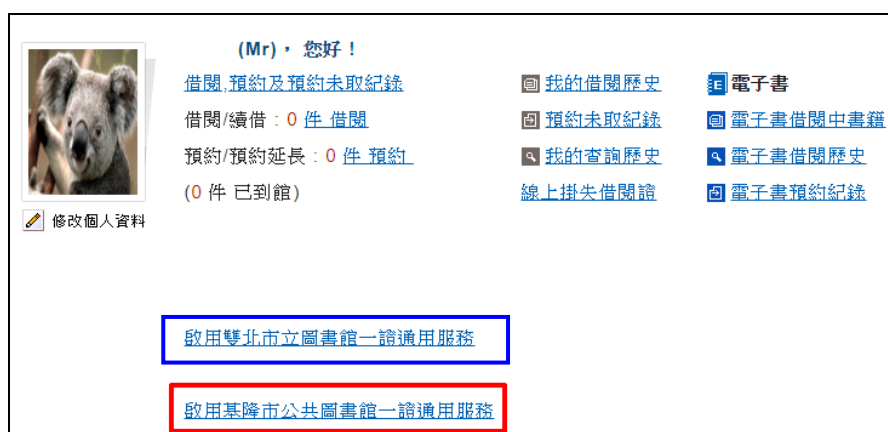 (Mr)， 您好！
借閱,預約及預約未取紀錄
借閱/續借：0 件 借閱
預約/預約延長：0 件 預約
(0 件 已到館)
我的借閱歷史
預約未取紀錄
我的查詢歷史
線上掛失借閱證
E 電子書
電子書借閱中書籍
電子書借閱歷史
電子書預約紀錄
修改個人資料
啟用雙北市立圖書館一證通用服務
啟用基隆市公共圖書館一證通用服務